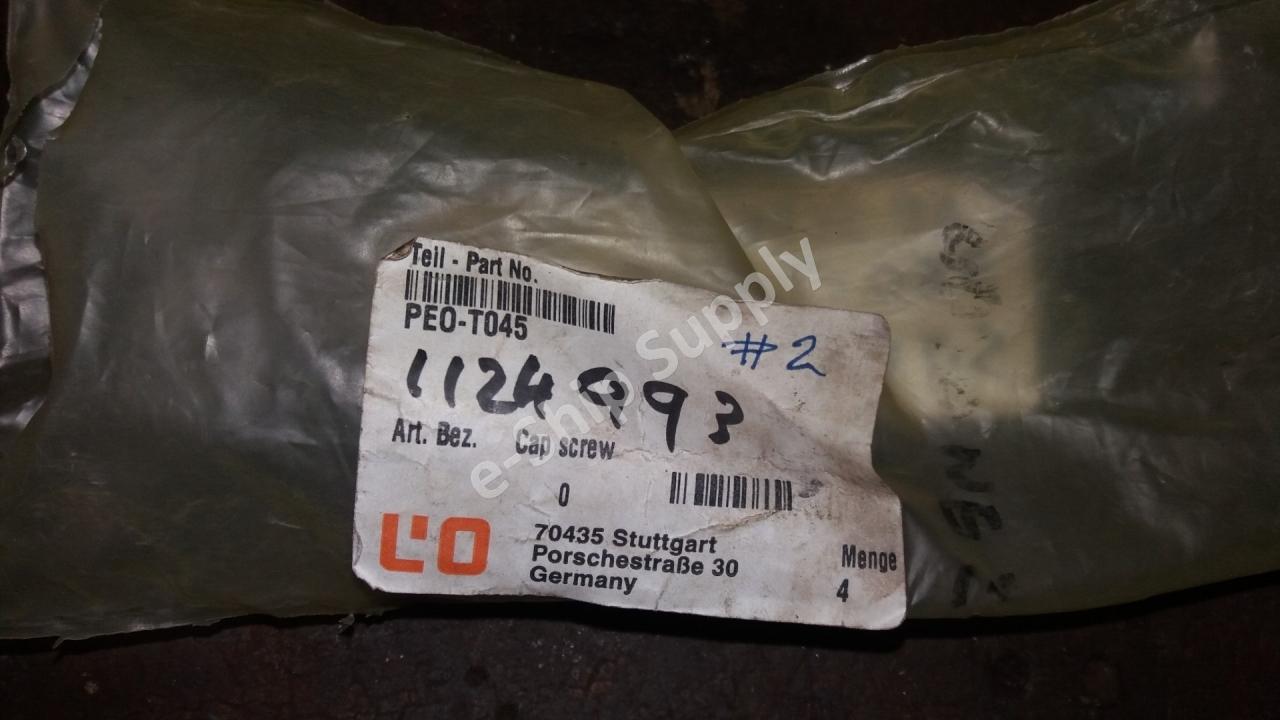 Teil - Part No.
PEO-T045
#2
1124993
Art. Bez. Cap screw
0
L'O
70435 Stuttgart
Porschestraße 30
Germany
Menge
4
e-Ship Supply